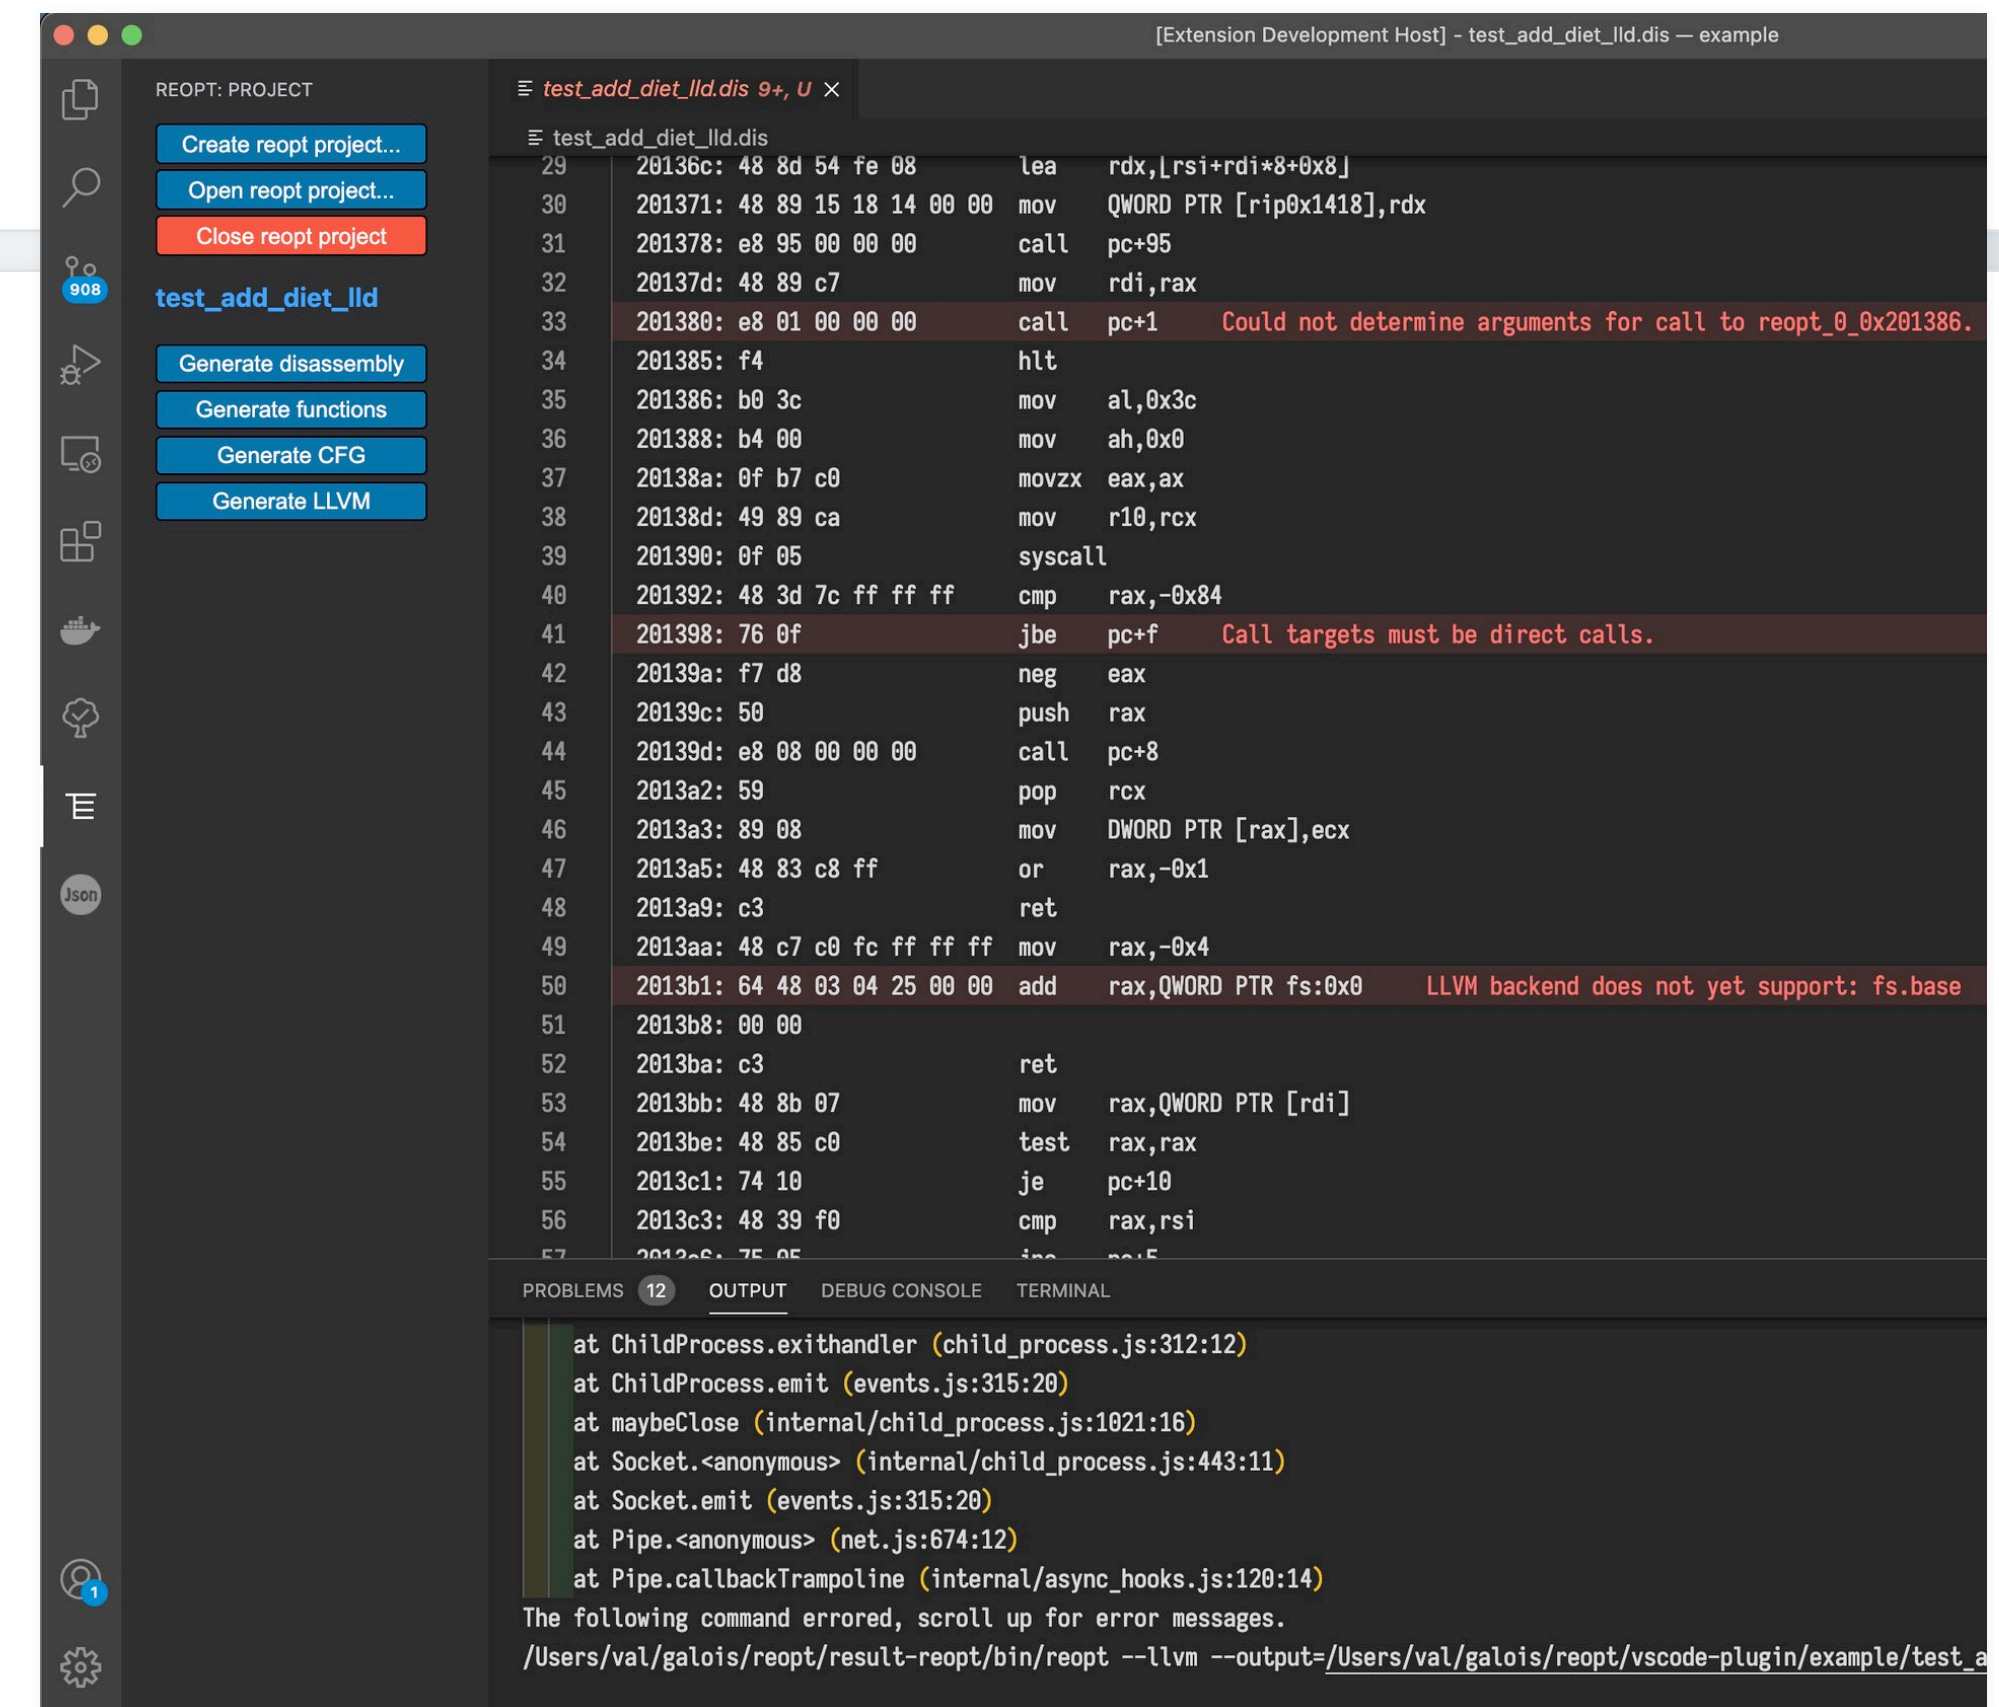 [Extension Development Host] - test_add_diet_lld.dis — example
REOPT: PROJECT
Create reopt project...
Open reopt project...
Close reopt project
908
test_add_diet_lld
Generate disassembly
Generate functions
Generate CFG
Generate LLVM
Json
1
test_add_diet_lld.dis 9+, U
test_add_diet_lld.dis
29 20136c: 48 8d 54 fe 08 lea rdx,[rsi+rdi*8+0x8]
30 201371: 48 89 15 18 14 00 00 mov QWORD PTR [rip0x1418],rdx
31 201378: e8 95 00 00 00 call pc+95
32 20137d: 48 89 c7 mov rdi,rax
33 201380: e8 01 00 00 00 call pc+1 Could not determine arguments for call to reopt_0_0x201386.
34 201385: f4 hlt
35 201386: b0 3c mov al,0x3c
36 201388: b4 00 mov ah,0x0
37 20138a: 0f b7 c0 movzx eax,ax
38 20138d: 49 89 ca mov r10,rcx
39 201390: 0f 05 syscall
40 201392: 48 3d 7c ff ff ff cmp rax,-0x84
41 201398: 76 0f jbe pc+f Call targets must be direct calls.
42 20139a: f7 d8 neg eax
43 20139c: 50 push rax
44 20139d: e8 08 00 00 00 call pc+8
45 2013a2: 59 pop rcx
46 2013a3: 89 08 mov DWORD PTR [rax],ecx
47 2013a5: 48 83 c8 ff or rax,-0x1
48 2013a9: c3 ret
49 2013aa: 48 c7 c0 fc ff ff ff mov rax,-0x4
50 2013b1: 64 48 03 04 25 00 00 add rax,QWORD PTR fs:0x0 LLVM backend does not yet support: fs.base
51 2013b8: 00 00
52 2013ba: c3 ret
53 2013bb: 48 8b 07 mov rax,QWORD PTR [rdi]
54 2013be: 48 85 c0 test rax,rax
55 2013c1: 74 10 je pc+10
56 2013c3: 48 39 f0 cmp rax,rsi
57 2013c6: 75 05 jne pc+5
PROBLEMS 12 OUTPUT DEBUG CONSOLE TERMINAL
at ChildProcess.exithandler (child_process.js:312:12)
at ChildProcess.emit (events.js:315:20)
at maybeClose (internal/child_process.js:1021:16)
at Socket.<anonymous> (internal/child_process.js:443:11)
at Socket.emit (events.js:315:20)
at Pipe.<anonymous> (net.js:674:12)
at Pipe.callbackTrampoline (internal/async_hooks.js:120:14)
The following command errored, scroll up for error messages.
/Users/val/galois/reopt/result-reopt/bin/reopt --llvm --output=/Users/val/galois/reopt/vscode-plugin/example/test_a